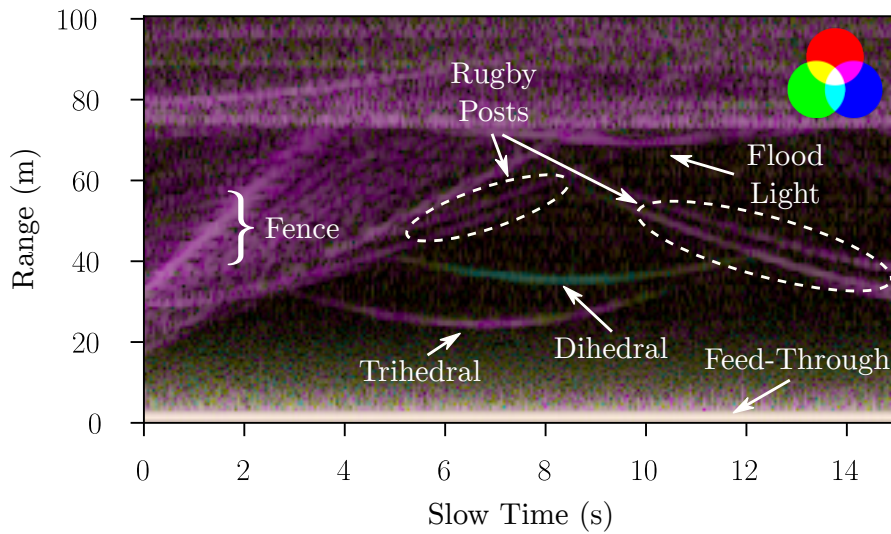 100
80
60
40
20
0
Range (m)
0 2 4 6 8 10 12 14
Slow Time (s)
Rugby
Posts
Flood
Light
} Fence
Dihedral
Trihedral
Feed-Through